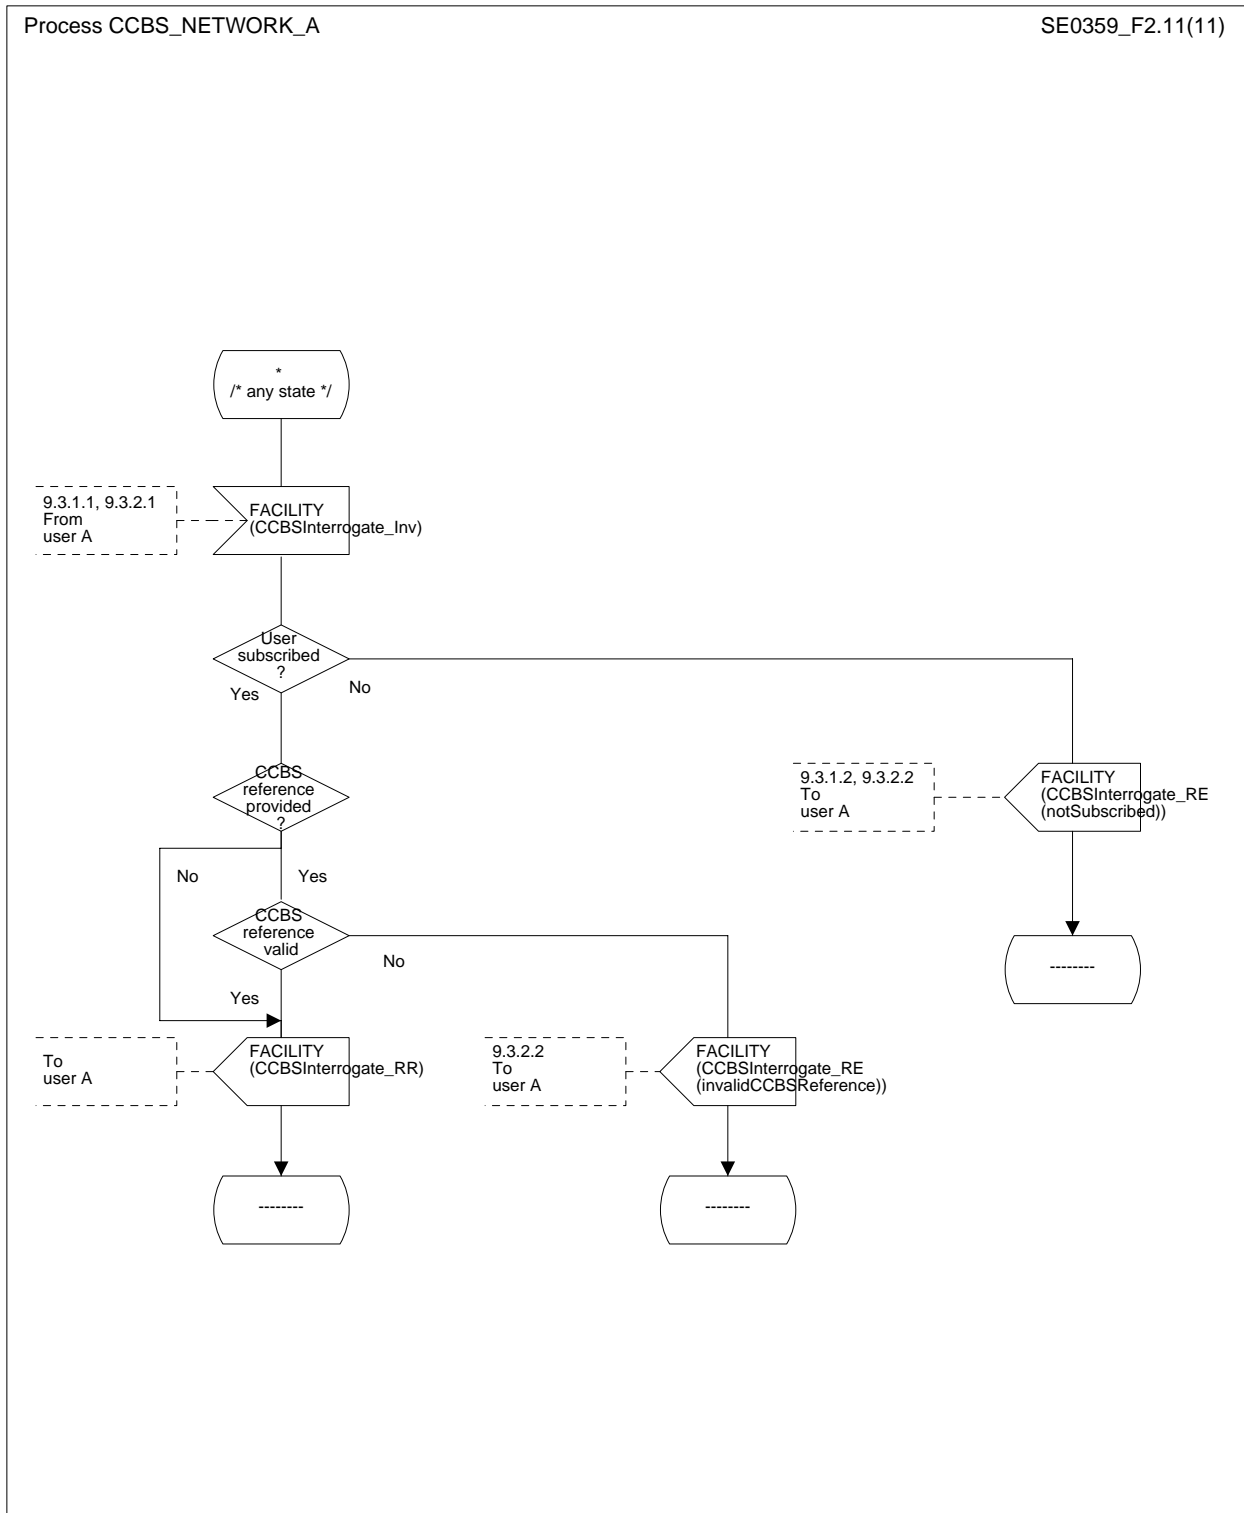 Process CCBS_NETWORK_A
SE0359_F2.11(11)
*
/* any state */
9.3.1.1, 9.3.2.1
From
user A
FACILITY
(CCBSInterrogate_Inv)
User
subscribed
?
Yes
No
CCBS
reference
provided
?
9.3.1.2, 9.3.2.2
To
user A
FACILITY
(CCBSInterrogate_RE
(notSubscribed))
No
Yes
CCBS
reference
valid
No
--------
Yes
To
user A
FACILITY
(CCBSInterrogate_RR)
9.3.2.2
To
user A
FACILITY
(CCBSInterrogate_RE
(invalidCCBSReference))
--------
--------